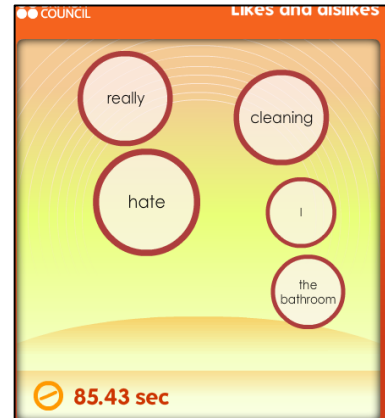 COUNCIL
Likes and dislikes
really
cleaning
hate
I
the
bathroom
85.43 sec